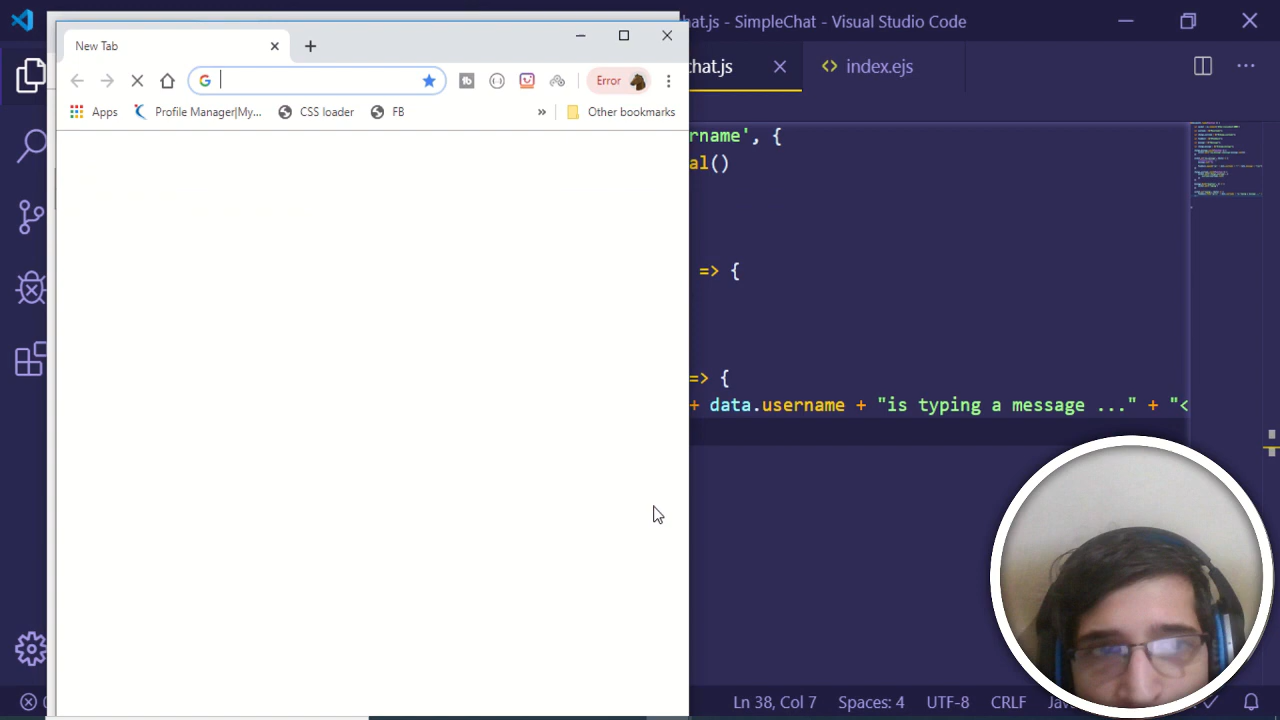 hat.js - SimpleChat - Visual Studio Code
New Tab
hat.js
index.ejs
Error
Apps
Profile Manager|My...
CSS loader
FB
»
Other bookmarks
rname', {
al()
=> {
=> {
+ data.username + "is typing a message ..." + "<
Ln 38, Col 7
Spaces: 4
UTF-8
CRLF